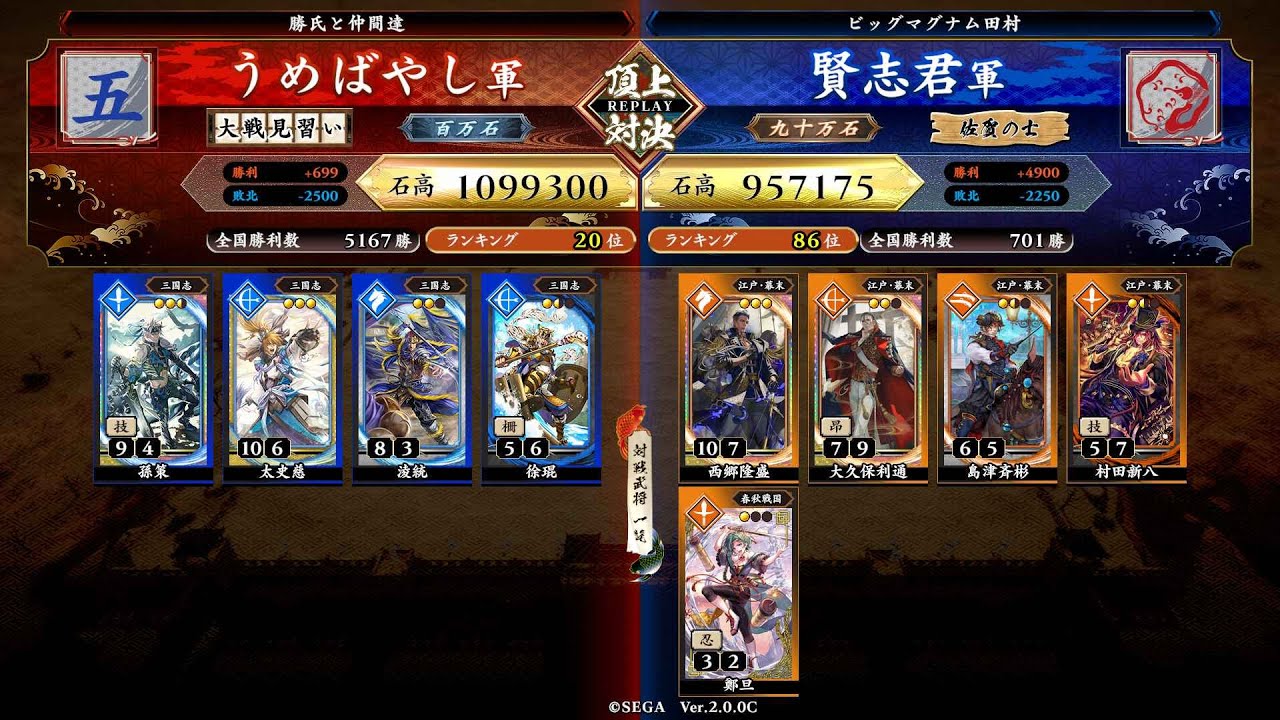 勝氏と仲間達
ビッグマグナム田村
五
うめばやし軍
頂上
REPLAY
対決
賢志君軍
大戦見習い
百万石
九十万石
佐賀の士
勝利 +699
敗北 -2500
石高 1099300
石高 957175
勝利 +4900
敗北 -2250
全国勝利数 5167勝
ランキング 20位
ランキング 86位
全国勝利数 701勝
三国志
技
9 4
孫策
三国志
10 6
太史慈
三国志
8 3
凌統
三国志
柵
5 6
徐琨
対戦武将一覧
江戸・幕末
10 7
西郷隆盛
江戸・幕末
昂
7 9
大久保利通
江戸・幕末
6 5
島津斉彬
江戸・幕末
技
5 7
村田新八
春秋戦国
忍
3 2
鄭旦
©SEGA Ver.2.0.0C